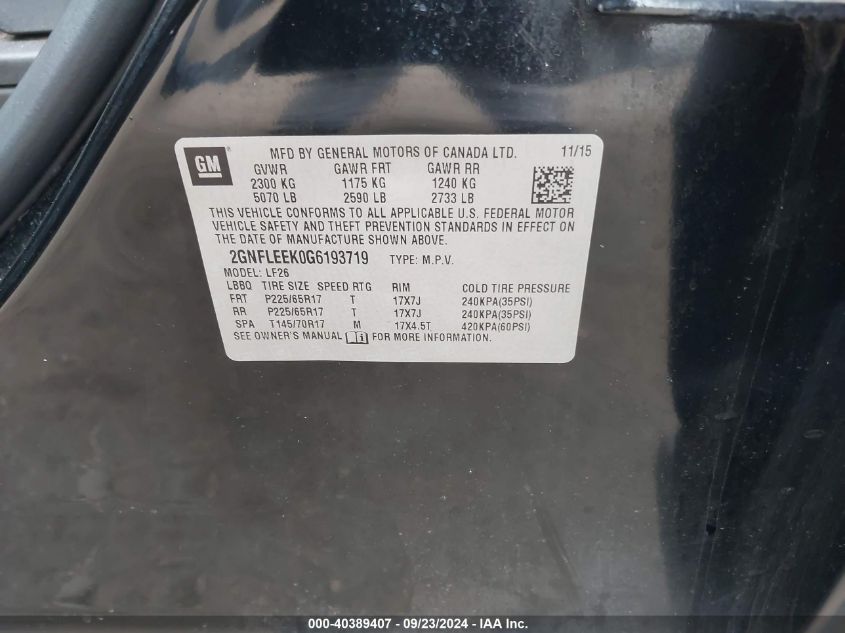 GM
MFD BY GENERAL MOTORS OF CANADA LTD. 11/15
GVWR GAWR FRT GAWR RR
2300 KG 1175 KG 1240 KG
5070 LB 2590 LB 2733 LB
THIS VEHICLE CONFORMS TO ALL APPLICABLE U.S. FEDERAL MOTOR
VEHICLE SAFETY AND THEFT PREVENTION STANDARDS IN EFFECT ON
THE DATE OF MANUFACTURE SHOWN ABOVE.
2GNFLEEK0G6193719 TYPE: M.P.V.
MODEL: LF26
LBBQ TIRE SIZE SPEED RTG RIM COLD TIRE PRESSURE
FRT P225/65R17 T 17X7J 240KPA(35PSI)
RR P225/65R17 T 17X7J 240KPA(35PSI)
SPA T145/70R17 M 17X4.5T 420KPA(60PSI)
SEE OWNER'S MANUAL FOR MORE INFORMATION.
000-40389407 - 09/23/2024 - IAA Inc.